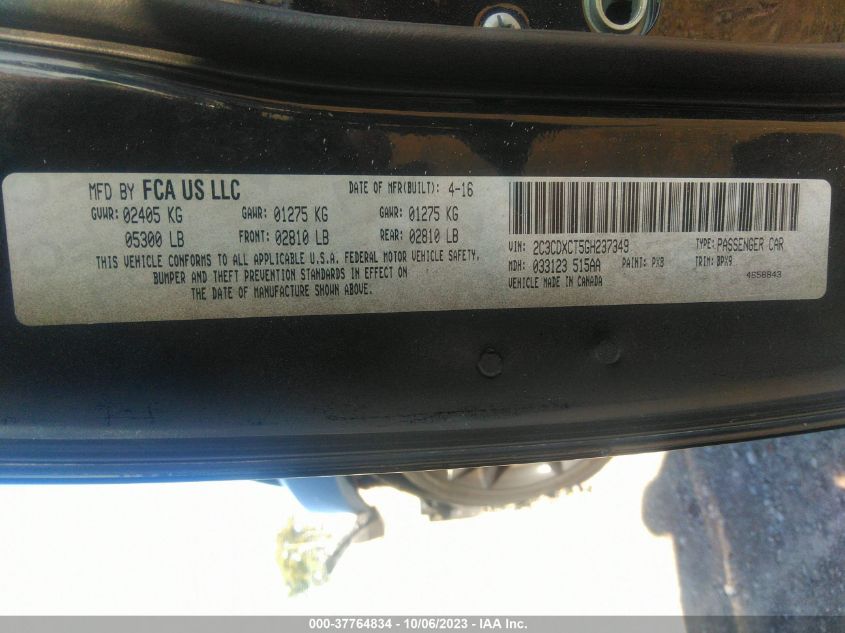 MFD BY FCA US LLC DATE OF MFR(BUILT): 4-16
GVWR: 02405 KG GAWR: 01275 KG GAWR: 01275 KG
05300 LB FRONT: 02810 LB REAR: 02810 LB
THIS VEHICLE CONFORMS TO ALL APPLICABLE U.S.A. FEDERAL MOTOR VEHICLE SAFETY,
BUMPER AND THEFT PREVENTION STANDARDS IN EFFECT ON
THE DATE OF MANUFACTURE SHOWN ABOVE.
VIN: 2C3CDXCT5GH237349 TYPE: PASSENGER CAR
MDH: 033123 515AA PAINT: PX8 TRIM: BPX9
VEHICLE MADE IN CANADA 4658843
000-37764834 - 10/06/2023 - IAA Inc.